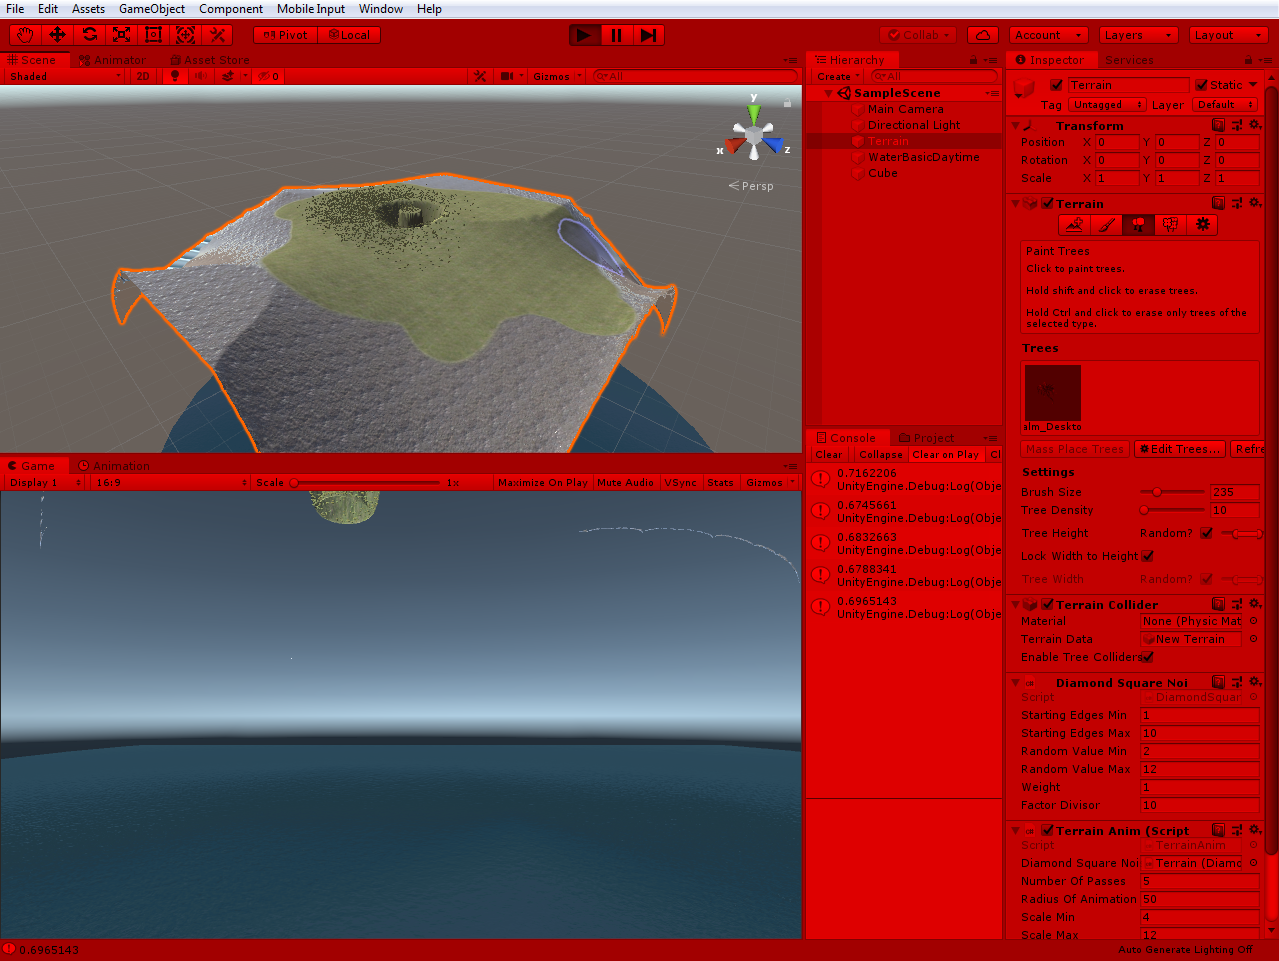 File Edit Assets GameObject Component Mobile Input Window Help
Pivot Local Collab Account Layers Layout
Scene Animator Asset Store
Shaded 2D 0 Gizmos All
y
x z
Persp
Hierarchy
Create All
SampleScene
Main Camera
Directional Light
Terrain
WaterBasicDaytime
Cube
Game Animation
Display 1 16:9 Scale 1x Maximize On Play Mute Audio VSync Stats Gizmos
Console Project
Clear Collapse Clear on Play Cl
0.7162206
UnityEngine.Debug:Log(Obje
0.6745661
UnityEngine.Debug:Log(Obje
0.6832663
UnityEngine.Debug:Log(Obje
0.6788341
UnityEngine.Debug:Log(Obje
0.6965143
UnityEngine.Debug:Log(Obje
Inspector Services
Terrain Static
Tag Untagged Layer Default
Transform
Position X 0 Y 0 Z 0
Rotation X 0 Y 0 Z 0
Scale X 1 Y 1 Z 1
Terrain
Paint Trees
Click to paint trees.
Hold shift and click to erase trees.
Hold Ctrl and click to erase only trees of the
selected type.
Trees
alm_Deskto
Mass Place Trees Edit Trees... Refre
Settings
Brush Size 235
Tree Density 10
Tree Height Random?
Lock Width to Height
Tree Width Random?
Terrain Collider
Material None (Physic Mat
Terrain Data New Terrain
Enable Tree Colliders
Diamond Square Noi
Script DiamondSquar
Starting Edges Min 1
Starting Edges Max 10
Random Value Min 2
Random Value Max 12
Weight 1
Factor Divisor 10
Terrain Anim (Script
Script TerrainAnim
Diamond Square Noi Terrain (Diamo
Number Of Passes 5
Radius Of Animation 50
Scale Min 4
Scale Max 12
0.6965143
Auto Generate Lighting Off